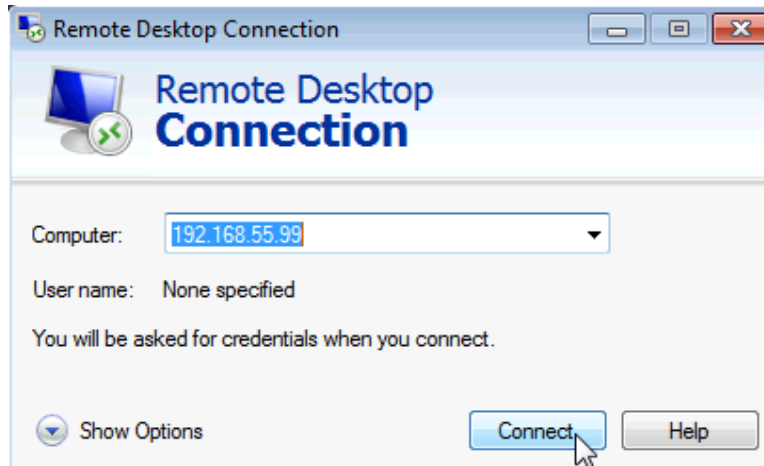 Remote Desktop Connection
Remote Desktop
Connection
Computer: 192.168.55.99
User name: None specified
You will be asked for credentials when you connect.
Show Options Connect Help